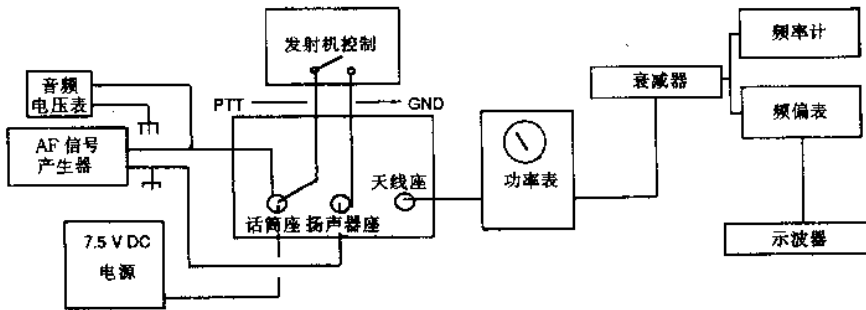 发射机控制
频率计
音频
电压表
PTT
GND
衰减器
频偏表
AF 信号
产生器
天线座
功率表
话筒座 扬声器座
7.5 V DC
电源
示波器